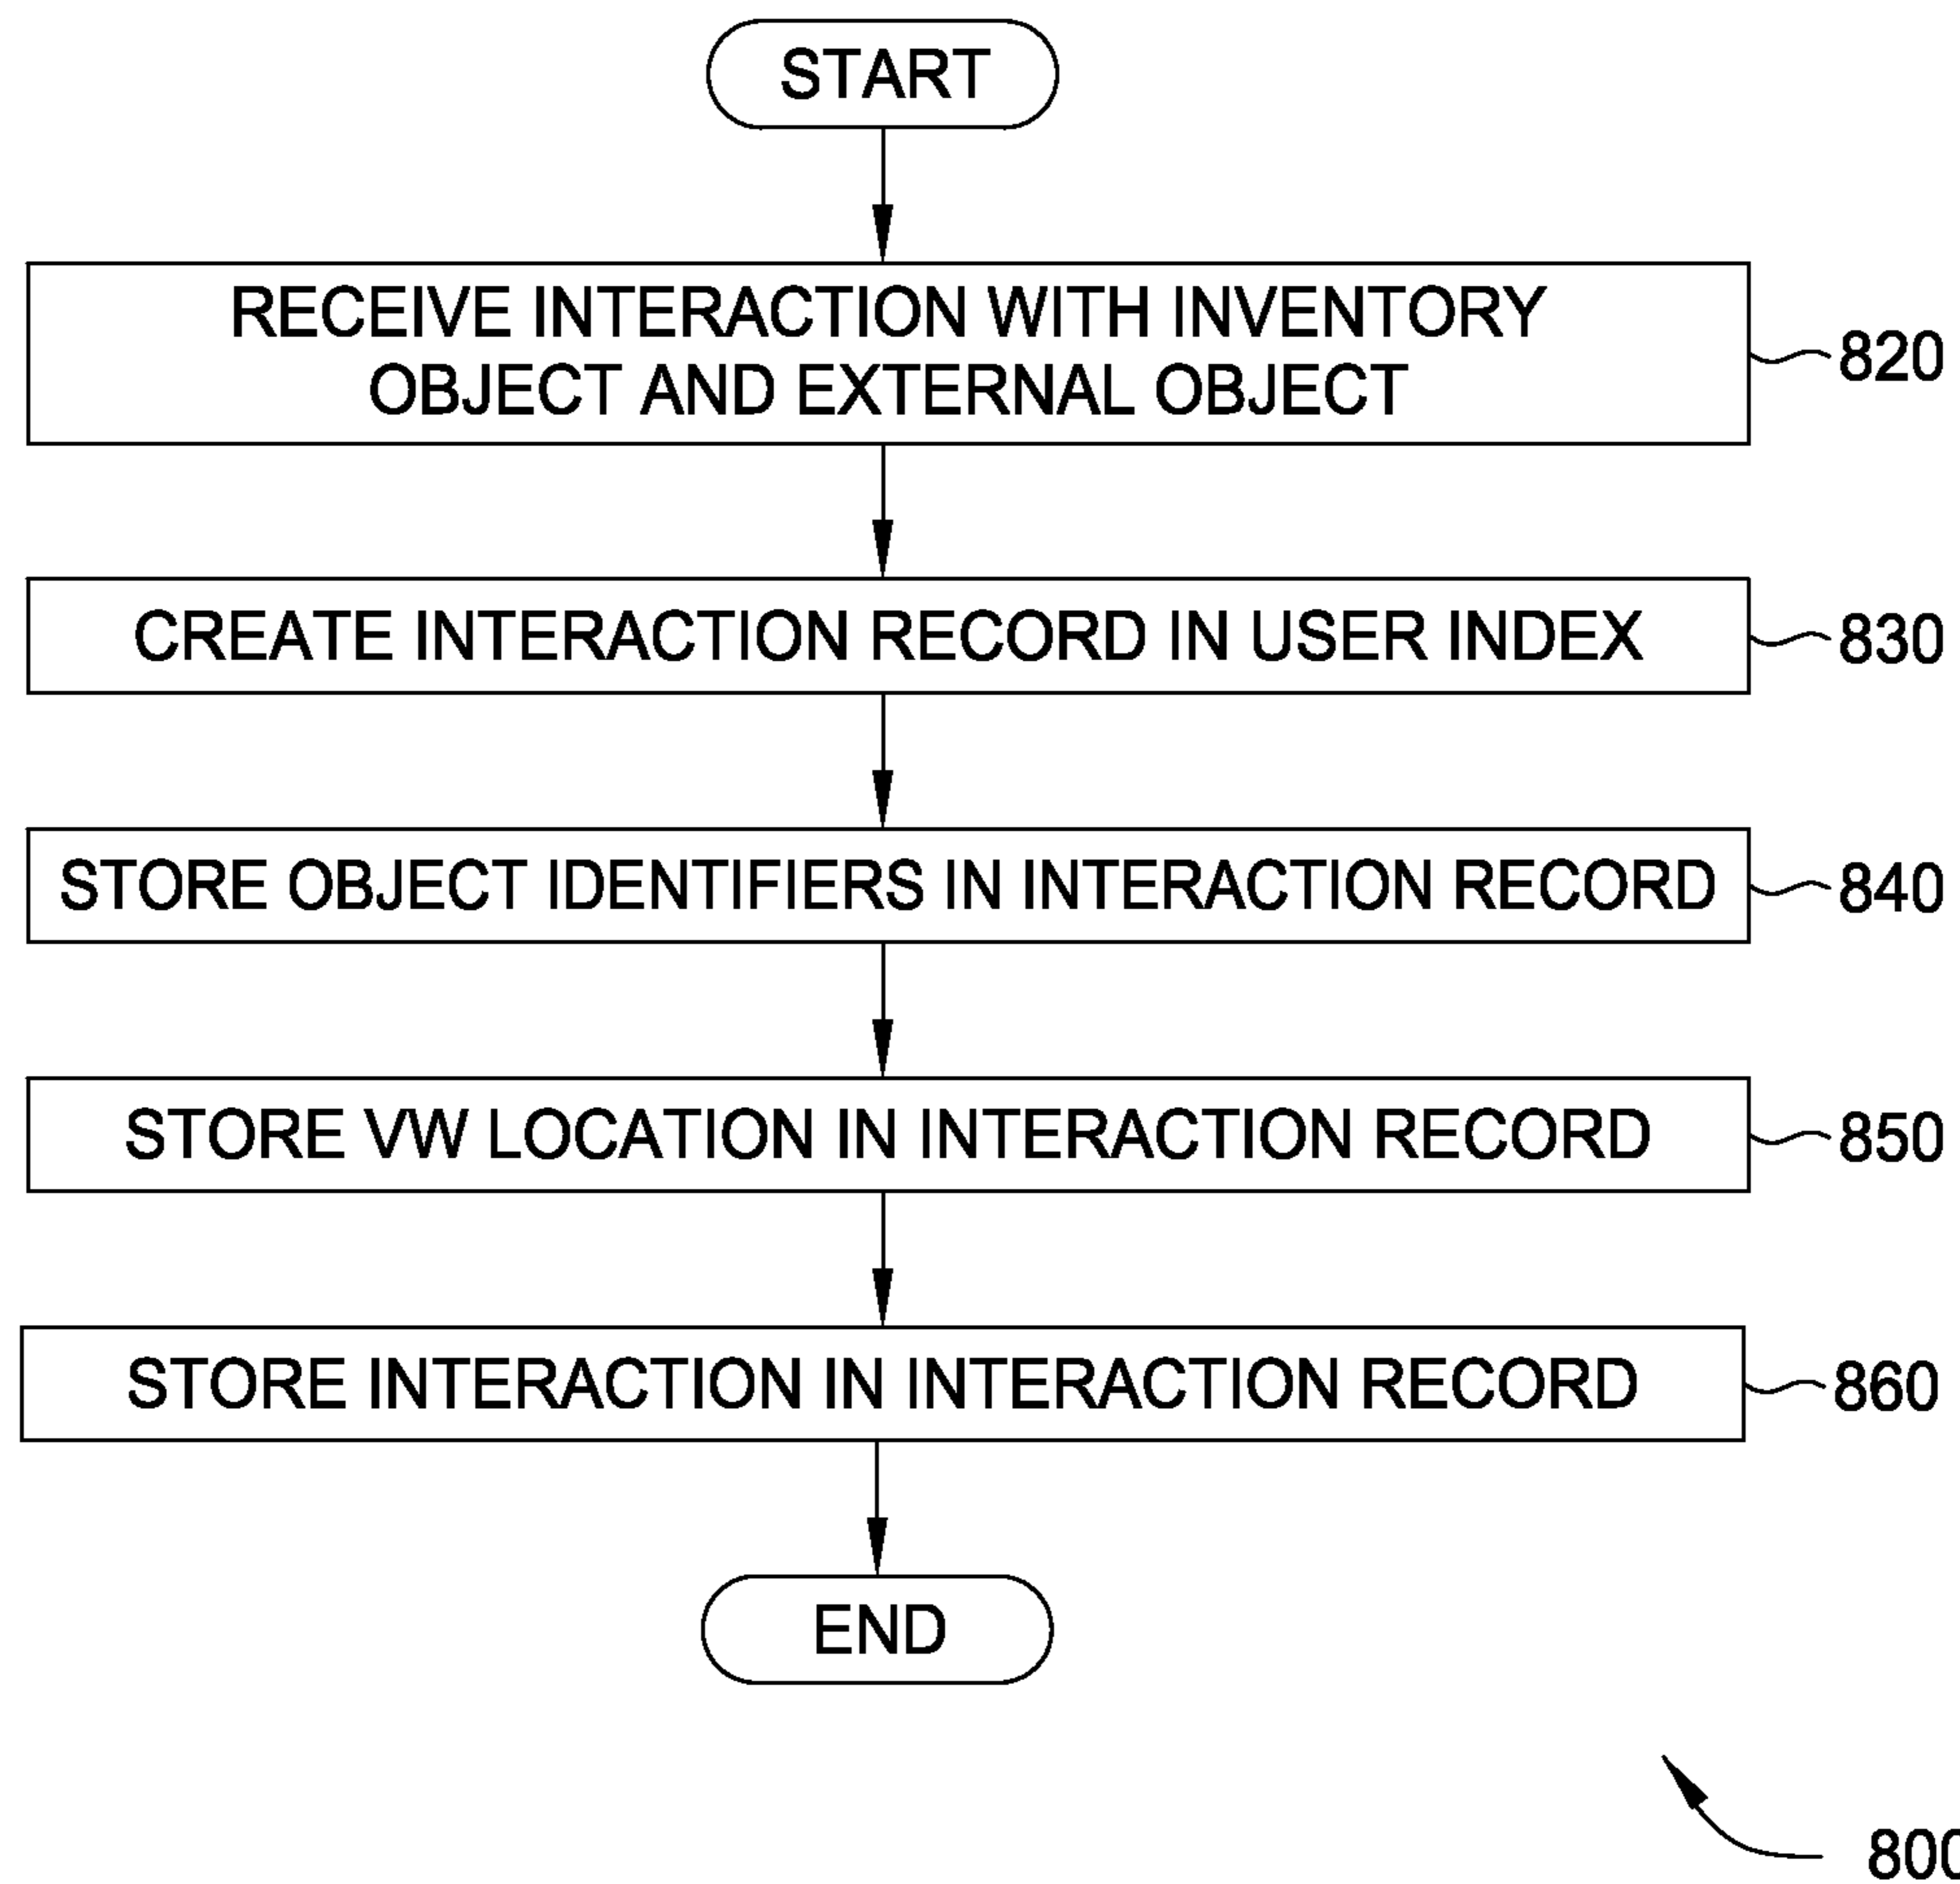 START
RECEIVE INTERACTION WITH INVENTORY
OBJECT AND EXTERNAL OBJECT
820
CREATE INTERACTION RECORD IN USER INDEX
830
STORE OBJECT IDENTIFIERS IN INTERACTION RECORD
840
STORE VW LOCATION IN INTERACTION RECORD
850
STORE INTERACTION IN INTERACTION RECORD
860
END
800